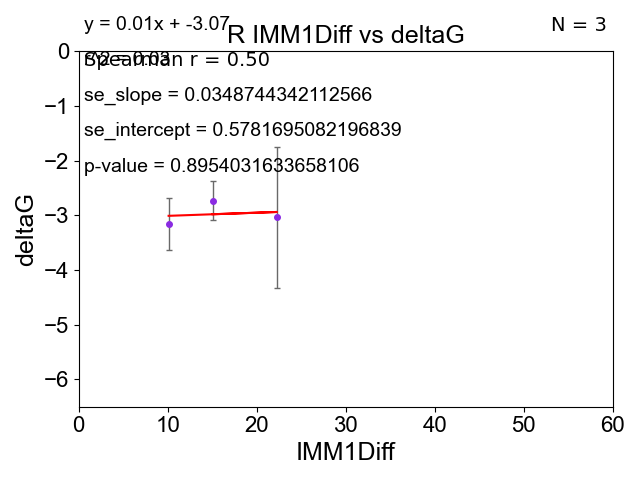 y = 0.01x + -3.07
N = 3
R IMM1Diff vs deltaG
Spearman r = 0.50
se_slope = 0.0348744342112566
se_intercept = 0.5781695082196839
p-value = 0.8954031633658106
0
−1
−2
−3
−4
−5
−6
deltaG
0 10 20 30 40 50 60
IMM1Diff